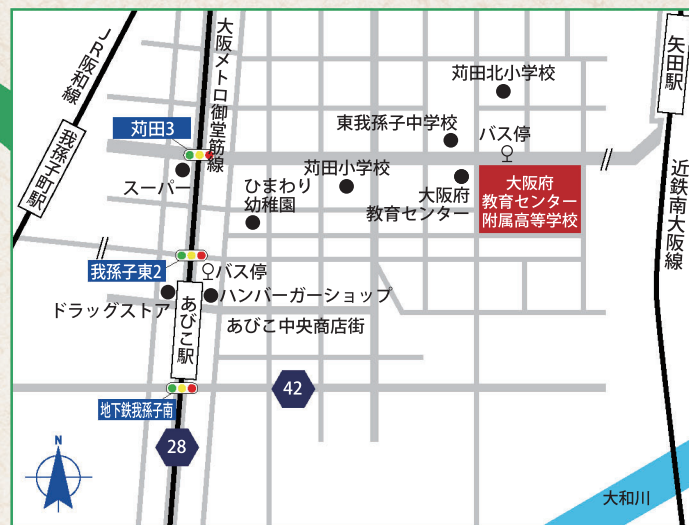 大阪メトロ御堂筋線
JR阪和線
我孫子町駅
矢田駅
近鉄南大阪線
苅田北小学校
東我孫子中学校
バス停
苅田3
苅田小学校
スーパー
ひまわり
幼稚園
大阪府
教育センター
大阪府
教育センター
附属高等学校
我孫子東2
バス停
ドラッグストア
ハンバーガーショップ
あびこ駅
あびこ中央商店街
42
地下鉄我孫子南
28
N
大和川